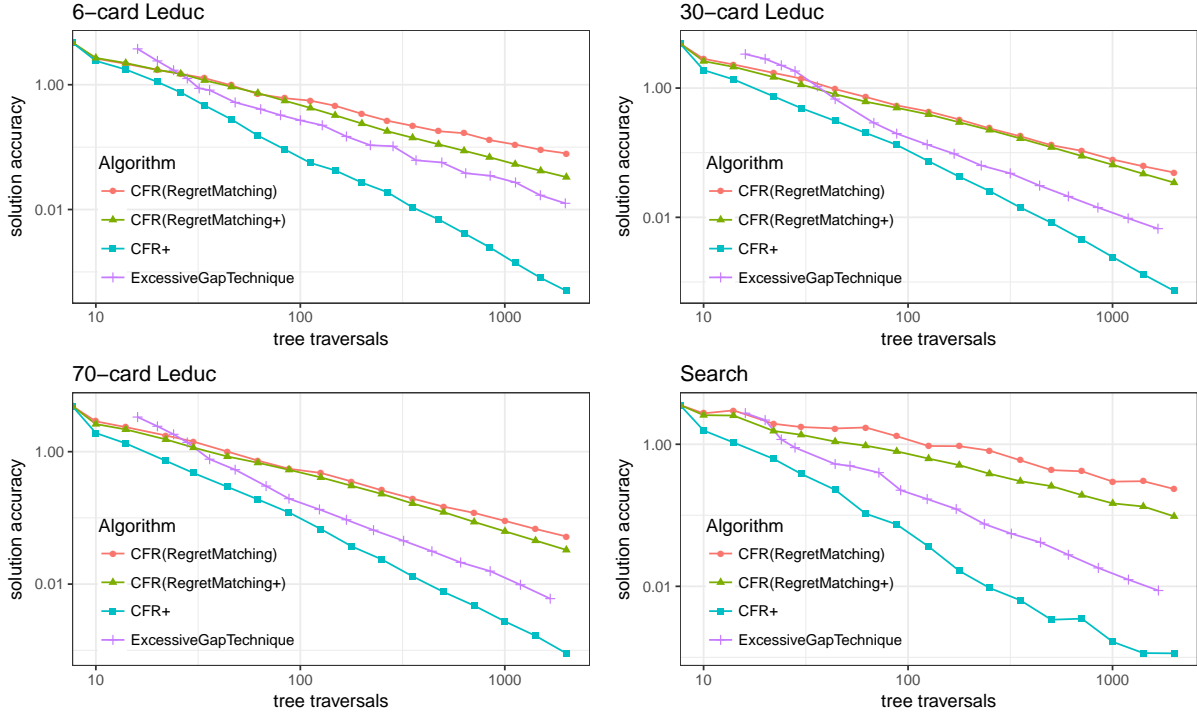 6−card Leduc
solution accuracy
1.00
0.01
Algorithm
CFR(RegretMatching)
CFR(RegretMatching+)
CFR+
ExcessiveGapTechnique
10
100
1000
tree traversals
30−card Leduc
solution accuracy
1.00
0.01
Algorithm
CFR(RegretMatching)
CFR(RegretMatching+)
CFR+
ExcessiveGapTechnique
10
100
1000
tree traversals
70−card Leduc
solution accuracy
1.00
0.01
Algorithm
CFR(RegretMatching)
CFR(RegretMatching+)
CFR+
ExcessiveGapTechnique
10
100
1000
tree traversals
Search
solution accuracy
1.00
0.01
Algorithm
CFR(RegretMatching)
CFR(RegretMatching+)
CFR+
ExcessiveGapTechnique
10
100
1000
tree traversals